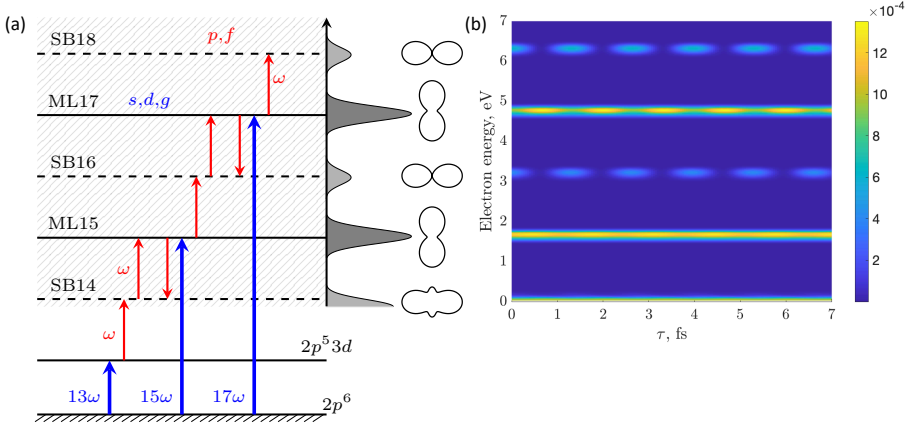 (a)
SB18
p, f
ω
ML17
s,d,g
SB16
ML15
ω
SB14
ω
2p⁵3d
13ω
15ω
17ω
2p⁶
(b)
×10⁻⁴
7
6
5
4
3
2
1
0
Electron energy, eV
0
1
2
3
4
5
6
7
τ, fs
12
10
8
6
4
2